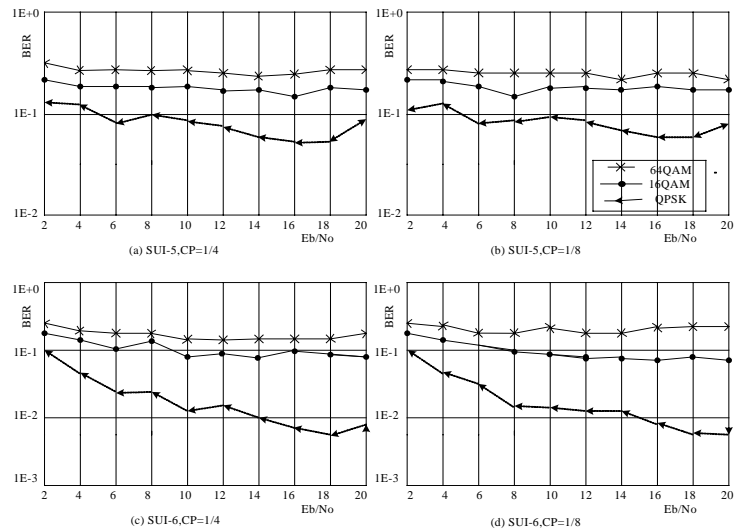 1E+0
BER
1E-1
1E-2
2 4 6 8 10 12 14 16 18 20
Eb/No
(a) SUI-5,CP=1/4
1E+0
BER
1E-1
1E-2
64QAM
16QAM
QPSK
2 4 6 8 10 12 14 16 18 20
Eb/No
(b) SUI-5,CP=1/8
1E+0
BER
1E-1
1E-2
1E-3
2 4 6 8 10 12 14 16 18 20
Eb/No
(c) SUI-6,CP=1/4
1E+0
BER
1E-1
1E-2
1E-3
2 4 6 8 10 12 14 16 18 20
Eb/No
(d) SUI-6,CP=1/8